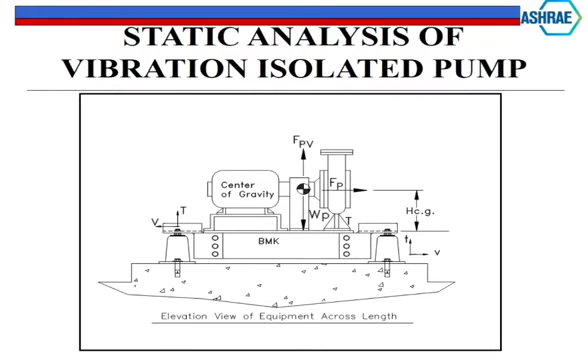 ASHRAE
STATIC ANALYSIS OF
VIBRATION ISOLATED PUMP
FPV
Center
of Gravity
FP
T
V
Wp
T
Hc.g.
BMK
t
v
Elevation View of Equipment Across Length